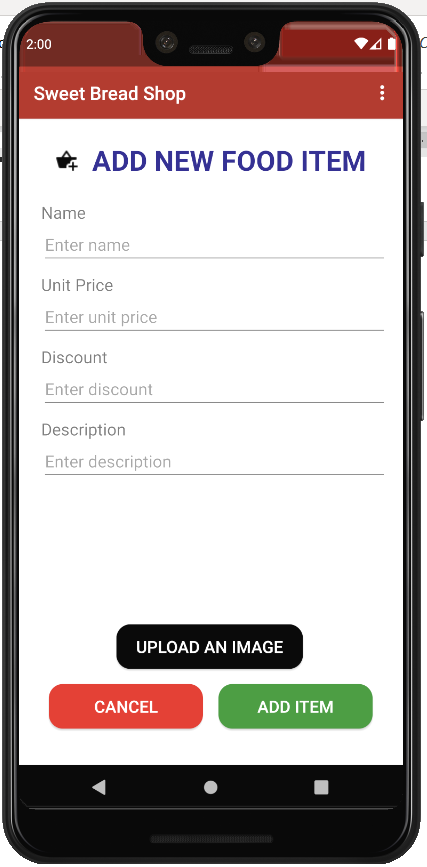 2:00
Sweet Bread Shop
ADD NEW FOOD ITEM
Name
Enter name
Unit Price
Enter unit price
Discount
Enter discount
Description
Enter description
UPLOAD AN IMAGE
CANCEL ADD ITEM